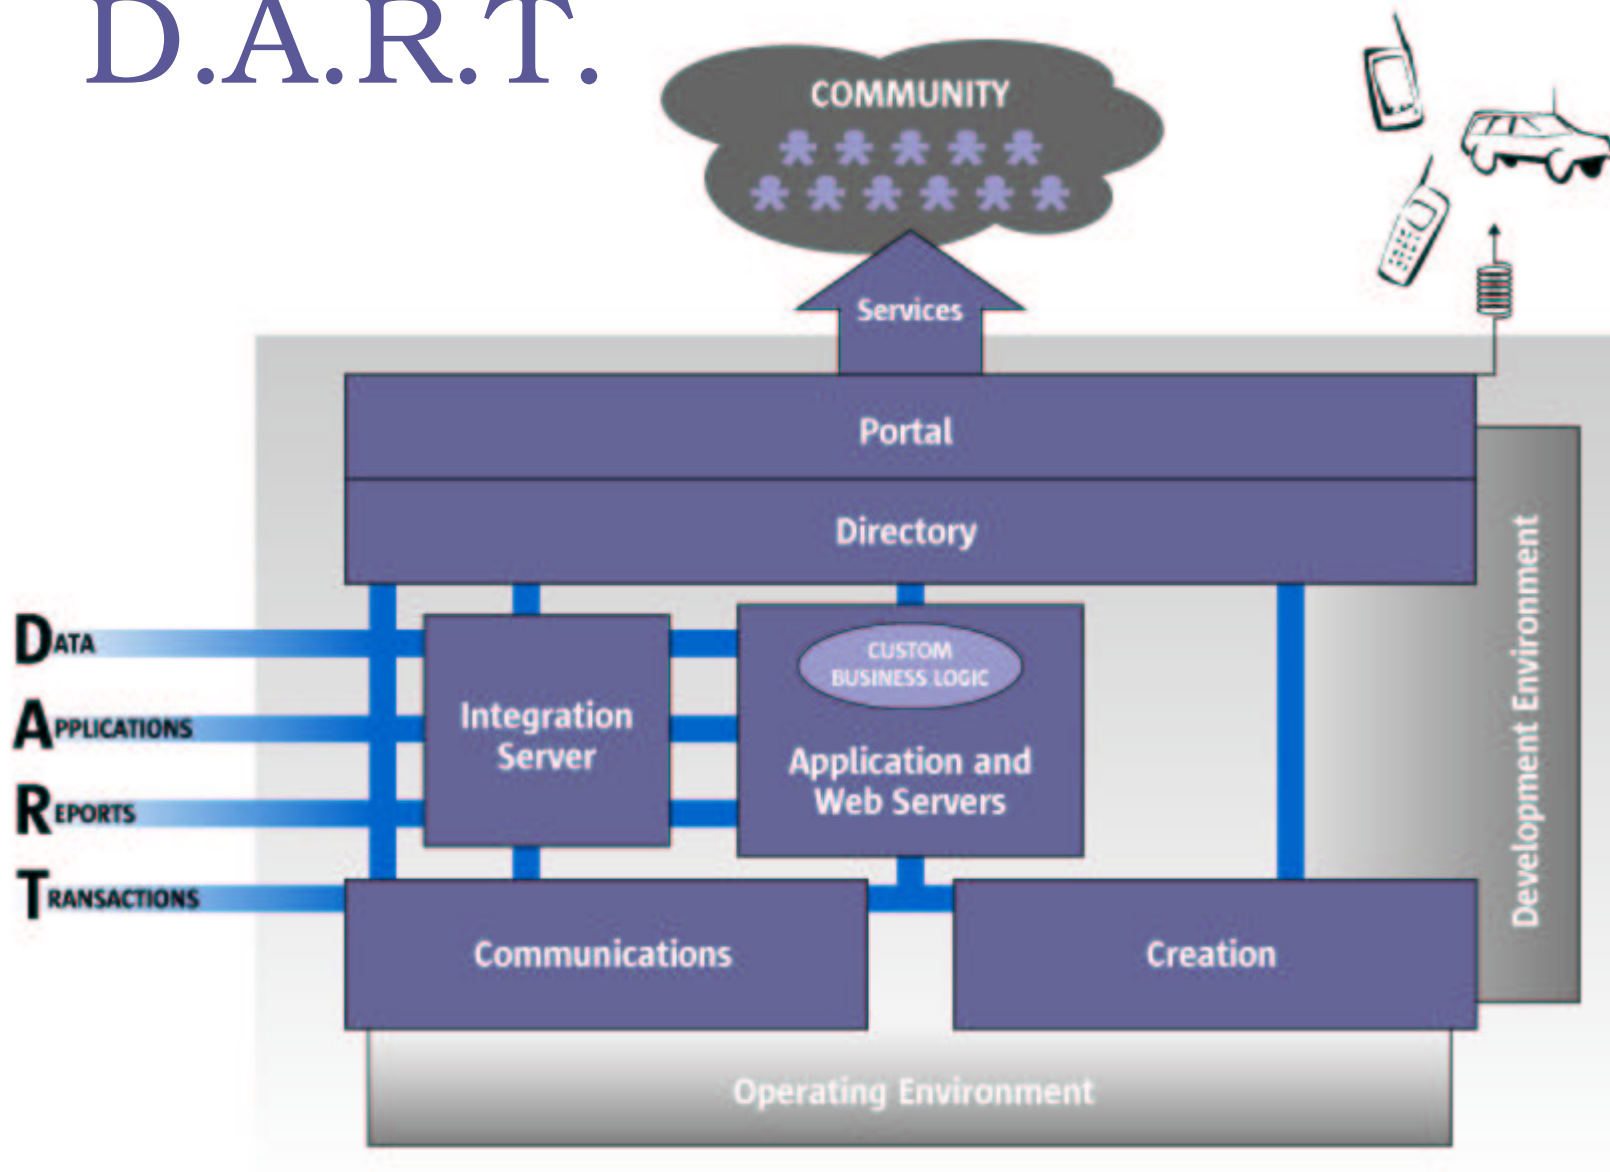 D.A.R.T.
COMMUNITY
Services
Portal
Directory
DATA
APPLICATIONS
REPORTS
TRANSACTIONS
Integration
Server
CUSTOM
BUSINESS LOGIC
Application and
Web Servers
Development Environment
Communications
Creation
Operating Environment